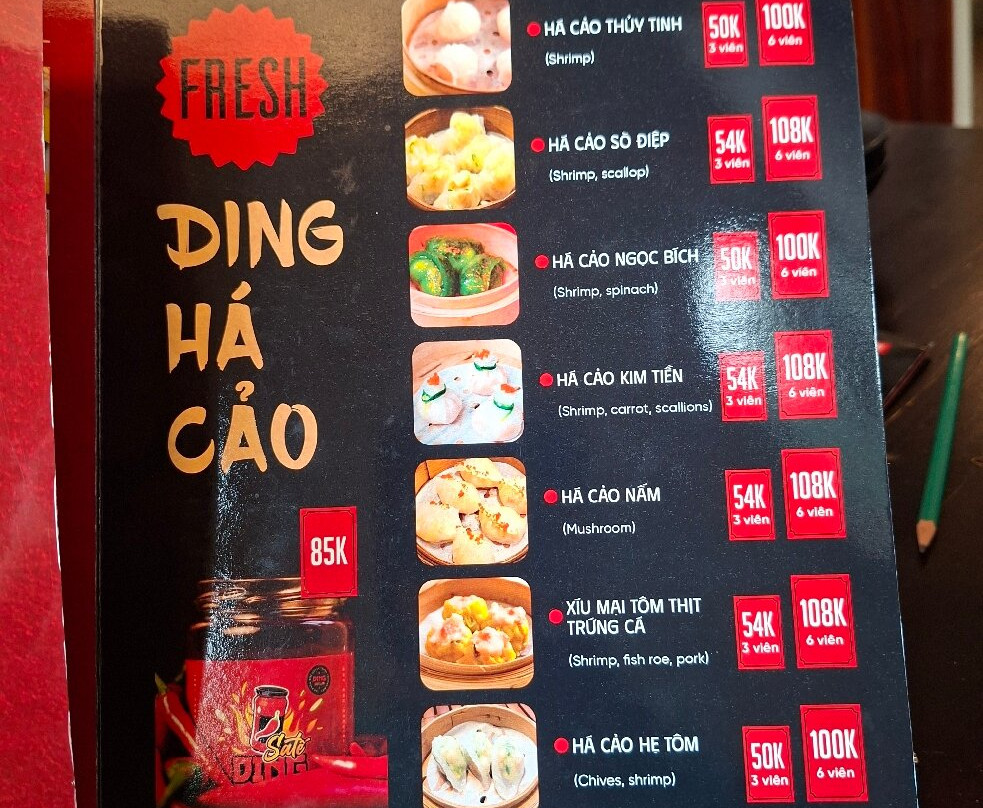 FRESH
DING
HÁ
CẢO
85K
DING
Saté
DING
HÁ CẢO THỦY TINH
(Shrimp)
50K
3 viên
100K
6 viên
HÁ CẢO SÒ ĐIỆP
(Shrimp, scallop)
54K
3 viên
108K
6 viên
HÁ CẢO NGỌC BÍCH
(Shrimp, spinach)
50K
3 viên
100K
6 viên
HÁ CẢO KIM TIỀN
(Shrimp, carrot, scallions)
54K
3 viên
108K
6 viên
HÁ CẢO NẤM
(Mushroom)
54K
3 viên
108K
6 viên
XÍU MẠI TÔM THỊT
TRỨNG CÁ
(Shrimp, fish roe, pork)
54K
3 viên
108K
6 viên
HÁ CẢO HẸ TÔM
(Chives, shrimp)
50K
3 viên
100K
6 viên